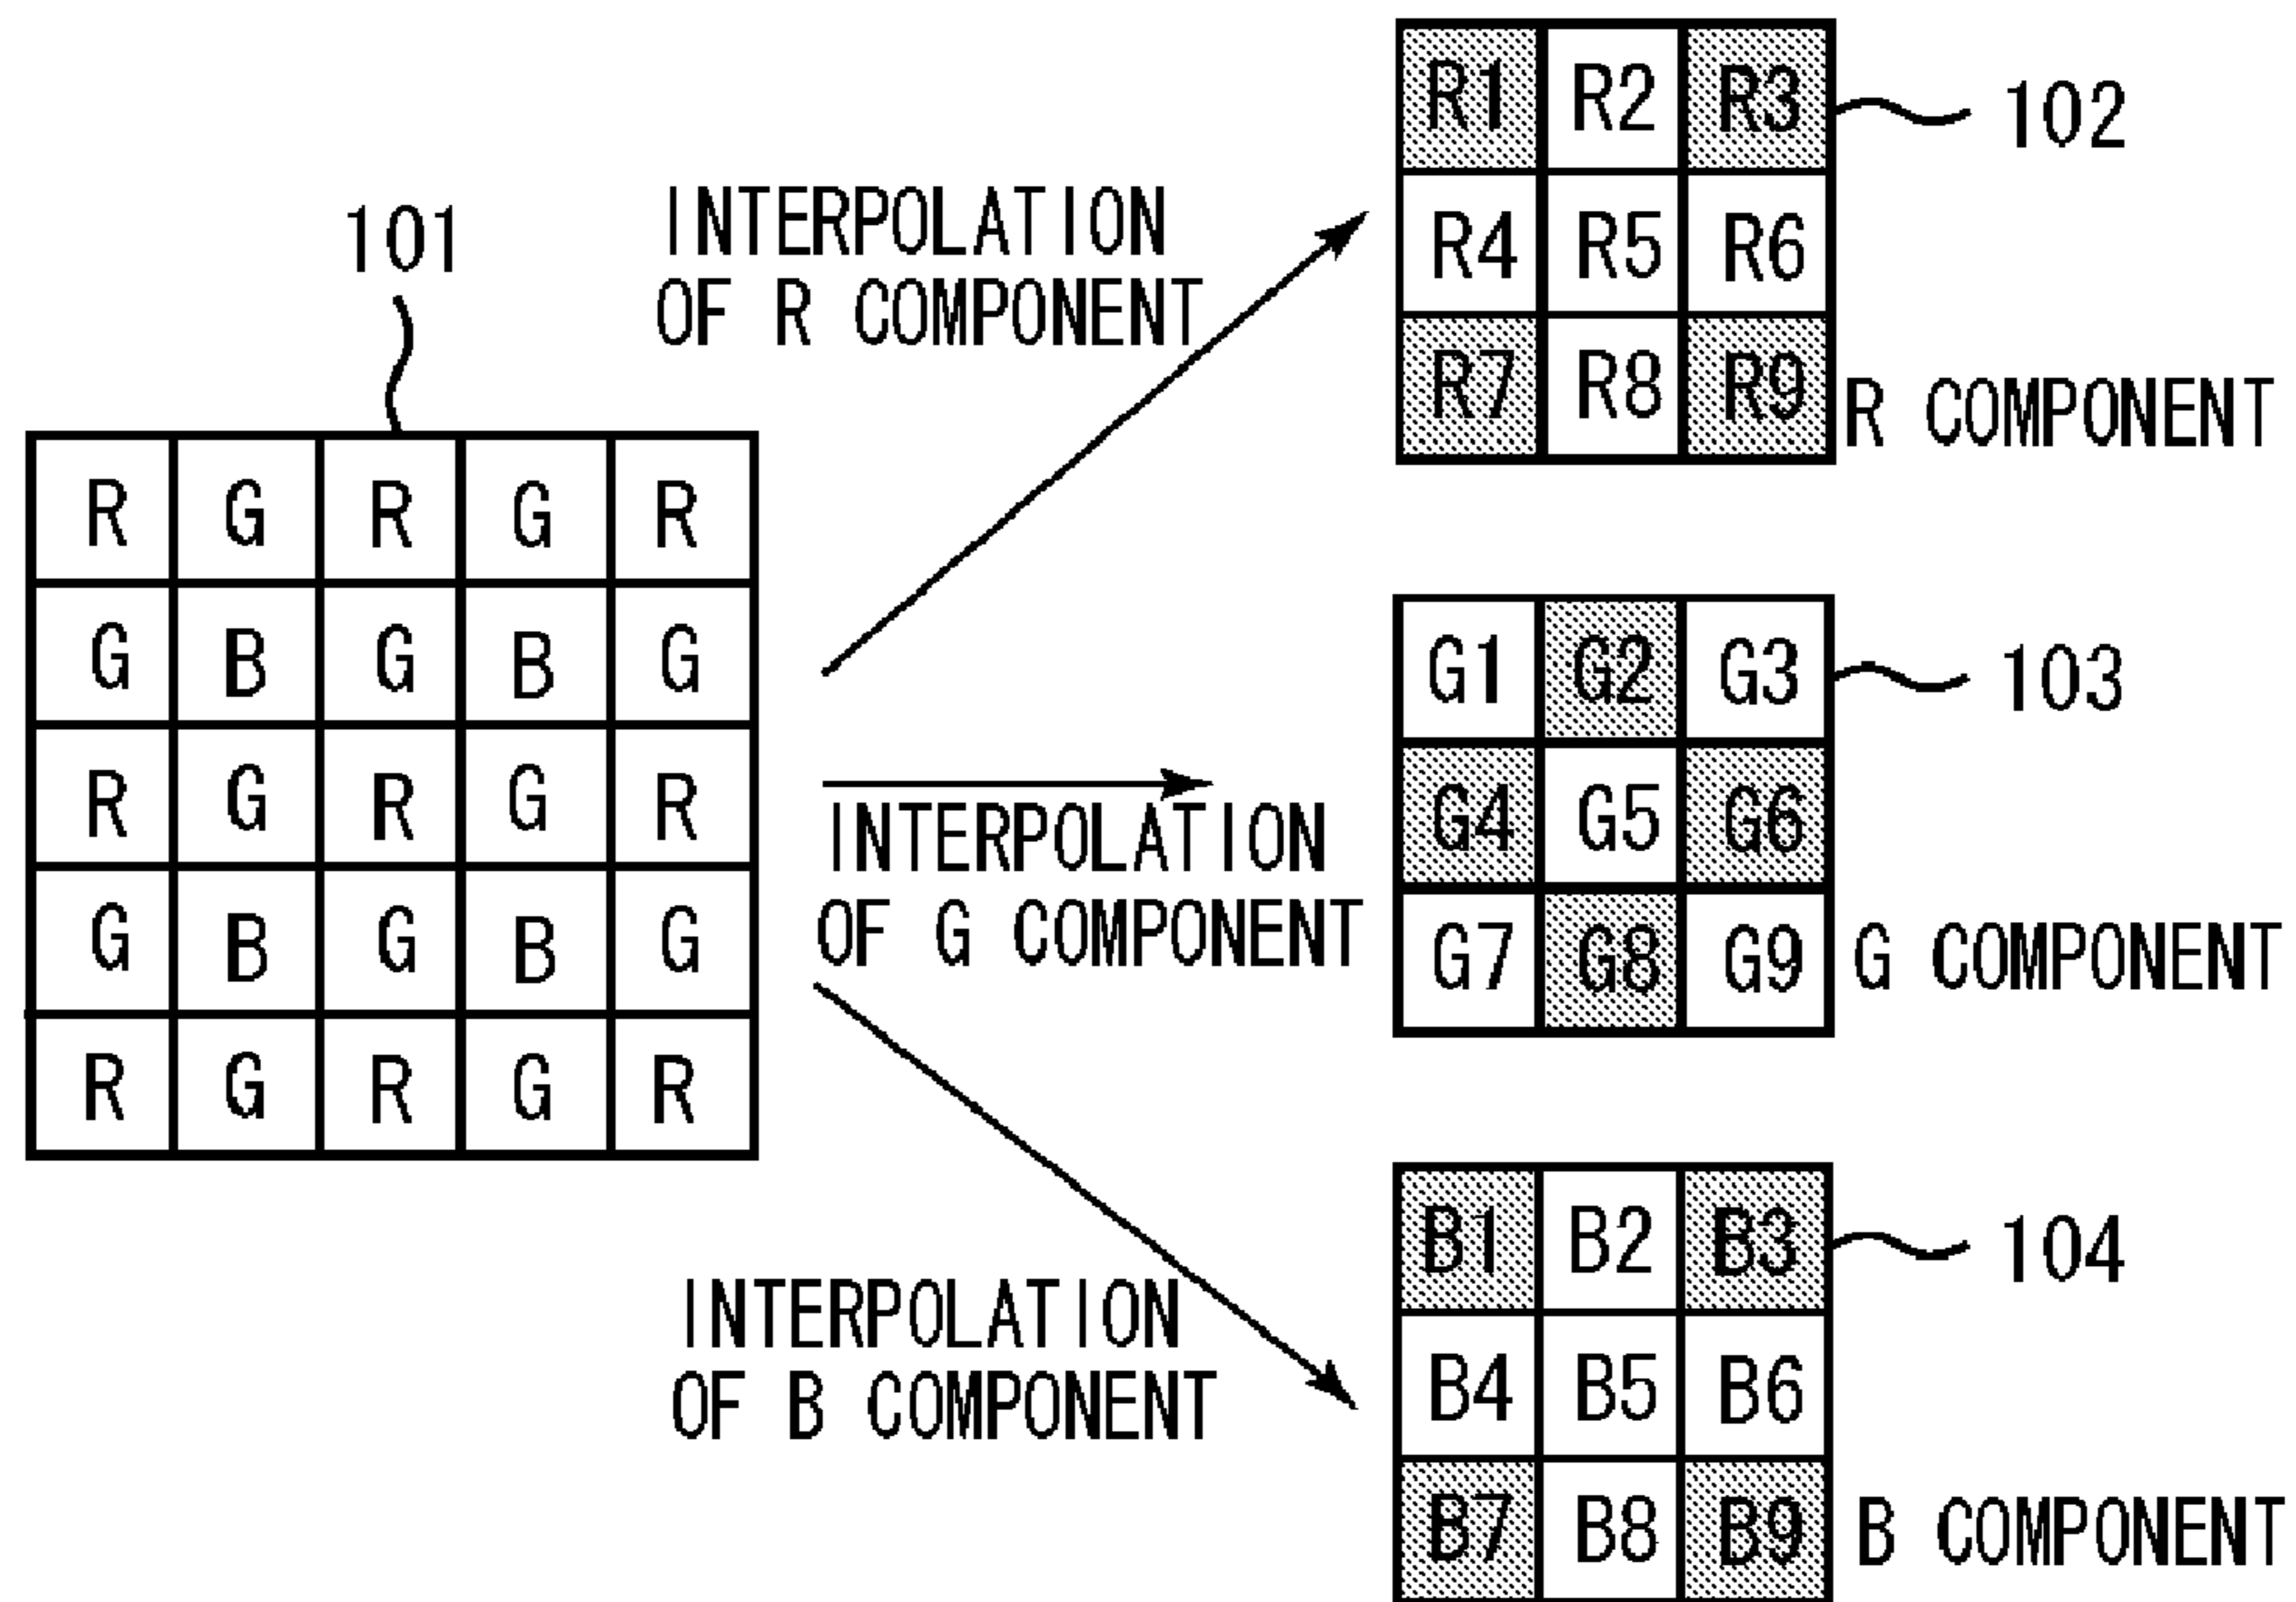 101
R G R G R
G B G B G
R G R G R
G B G B G
R G R G R
INTERPOLATION
OF R COMPONENT
R1 R2 R3
R4 R5 R6
R7 R8 R9
102
R COMPONENT
INTERPOLATION
OF G COMPONENT
G1 G2 G3
G4 G5 G6
G7 G8 G9
103
G COMPONENT
INTERPOLATION
OF B COMPONENT
B1 B2 B3
B4 B5 B6
B7 B8 B9
104
B COMPONENT